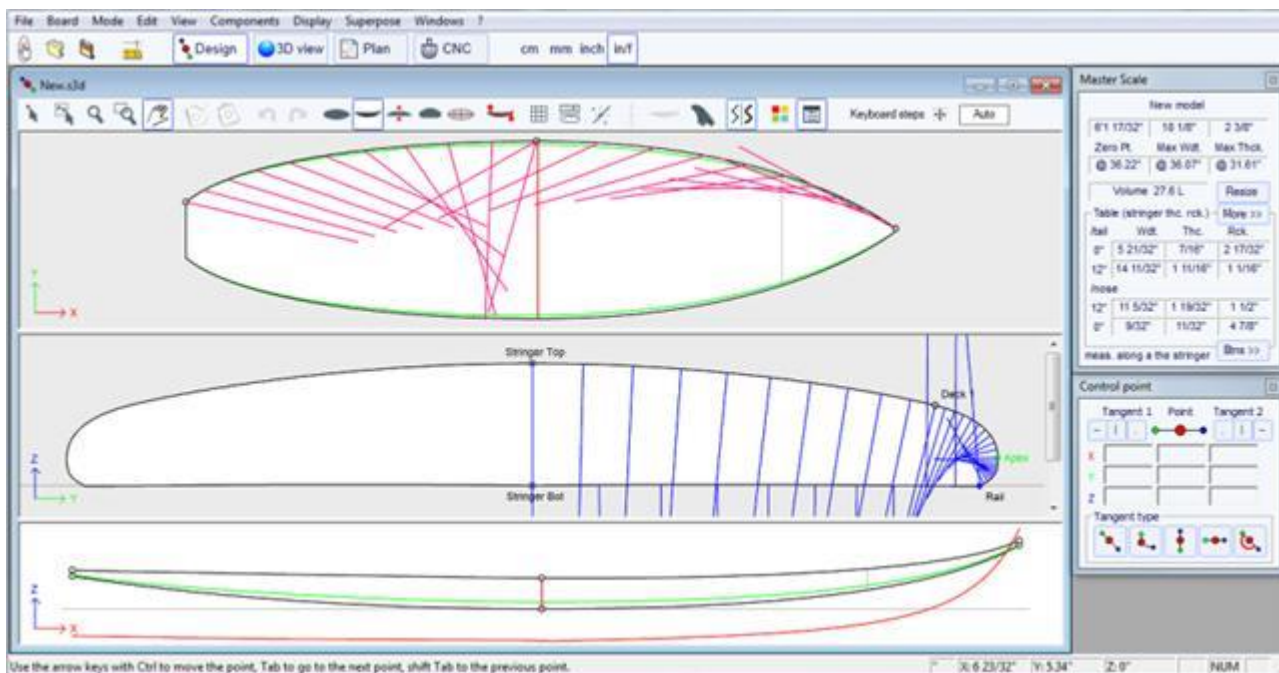 File Board Mode Edit View Components Display Superpose Windows ?
Design 3D view Plan CNC cm mm inch in/f
New.s3d
Keyboard steps Auto
Y
X
Stringer Top
Deck 1
Apex
Z
Y
Stringer Bot
Rail
Z
X
Master Scale
New model
6'1 17/32" 18 1/8" 2 3/8"
Zero Pt. Max Wdt. Max Thck.
@ 36.22" @ 36.07" @ 31.61"
Volume 27.6 L Resize
Table (stringer thc. rck.) More >>
/tail Wdt. Thc. Rck.
0" 5 21/32" 7/16" 2 17/32"
12" 14 11/32" 1 11/16" 1 1/16"
/nose
12" 11 5/32" 1 19/32" 1 1/2"
0" 9/32" 11/32" 4 7/8"
meas. along a the stringer Btns >>
Control point
Tangent 1 Point Tangent 2
X
Y
Z
Tangent type
Use the arrow keys with Ctrl to move the point, Tab to go to the next point, shift Tab to the previous point.
X: 6 23/32" Y: 5.34" Z: 0" NUM